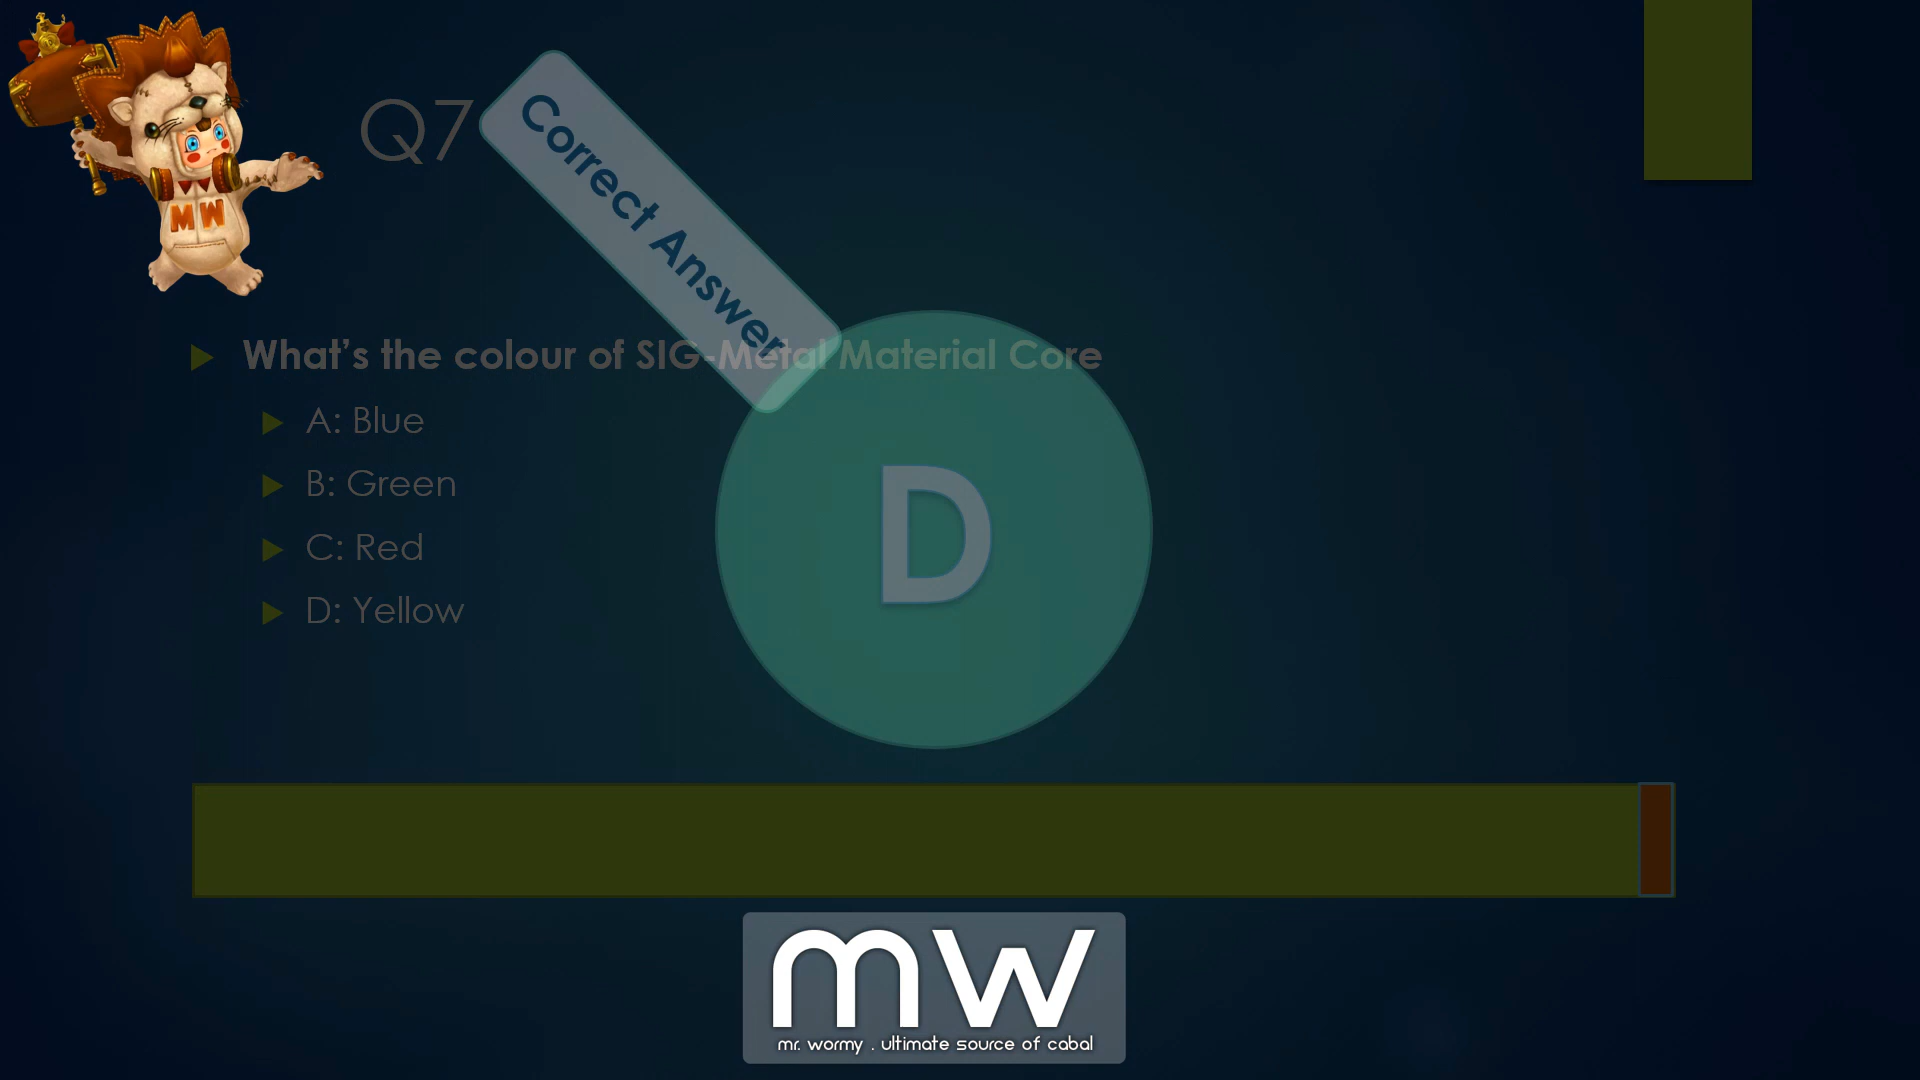 MW
Q7
Correct Answer
What's the colour of SIG-Metal Material Core
A: Blue
B: Green
C: Red
D: Yellow
D
mw
mr. wormy . ultimate source of cabal